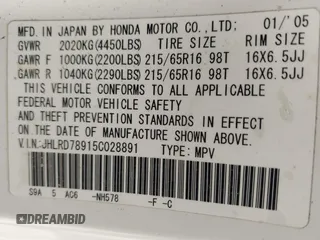 MFD. IN JAPAN BY HONDA MOTOR CO., LTD: 01/'05
GVWR 2020KG(4450LBS) TIRE SIZE RIM SIZE
GAWR F 1000KG(2200LBS) 215/65R16 98T 16X6.5JJ
GAWR R 1040KG(2290LBS) 215/65R16 98T 16X6.5JJ
THIS VEHICLE CONFORMS TO ALL APPLICABLE
FEDERAL MOTOR VEHICLE SAFETY, BUMPER,
AND THEFT PREVENTION STANDARDS IN EFFECT
ON THE DATE OF MANUFACTURE SHOWN ABOVE.
V.I.N:JHLRD78915C028891 TYPE: MPV
S9A 5 AC6 -NH578 -F -C
DREAMBID